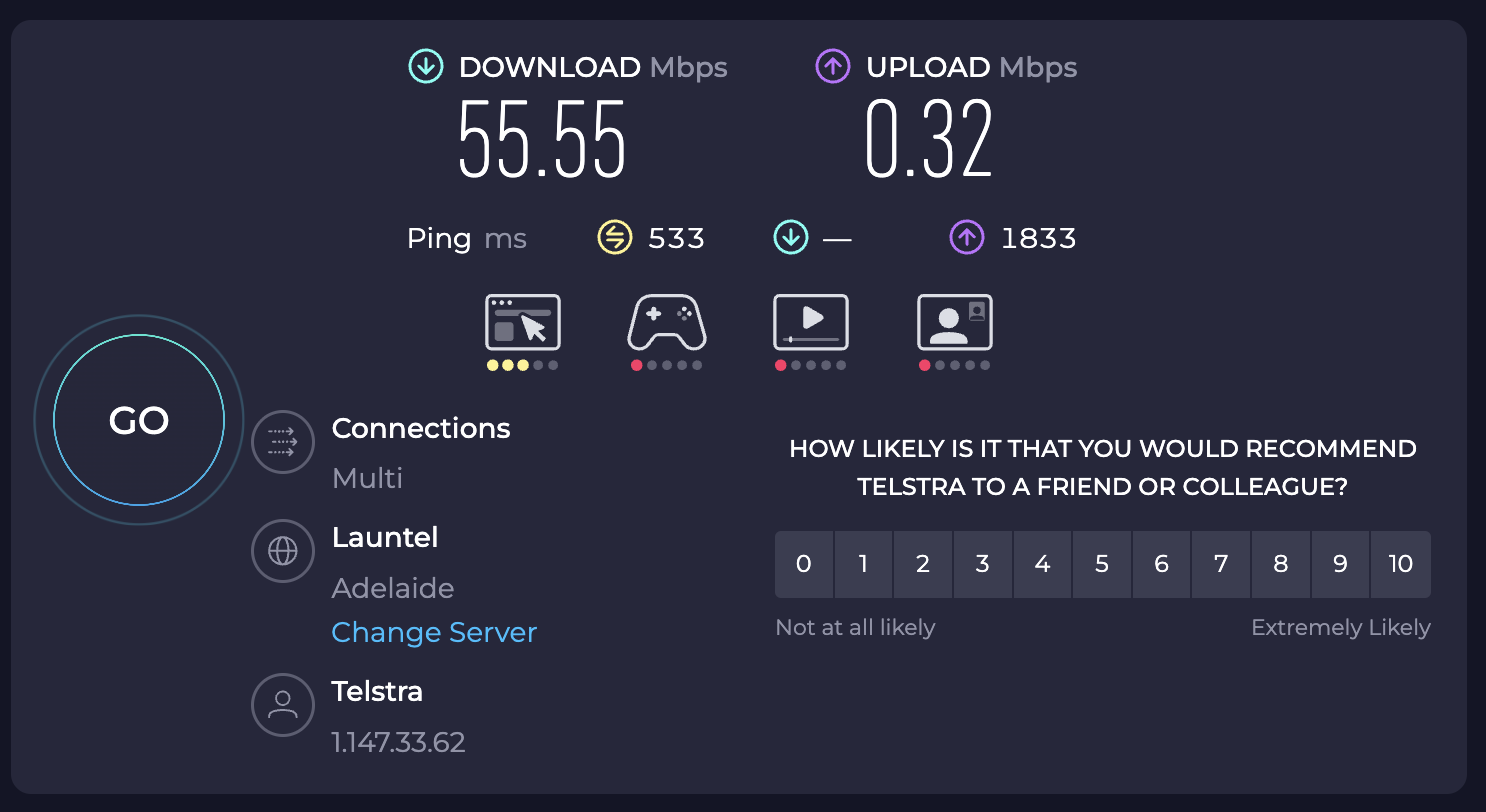 DOWNLOAD Mbps
55.55
UPLOAD Mbps
0.32
Ping ms 533 — 1833
GO
Connections
Multi
Launtel
Adelaide
Change Server
Telstra
1.147.33.62
HOW LIKELY IS IT THAT YOU WOULD RECOMMEND
TELSTRA TO A FRIEND OR COLLEAGUE?
0 1 2 3 4 5 6 7 8 9 10
Not at all likely Extremely Likely